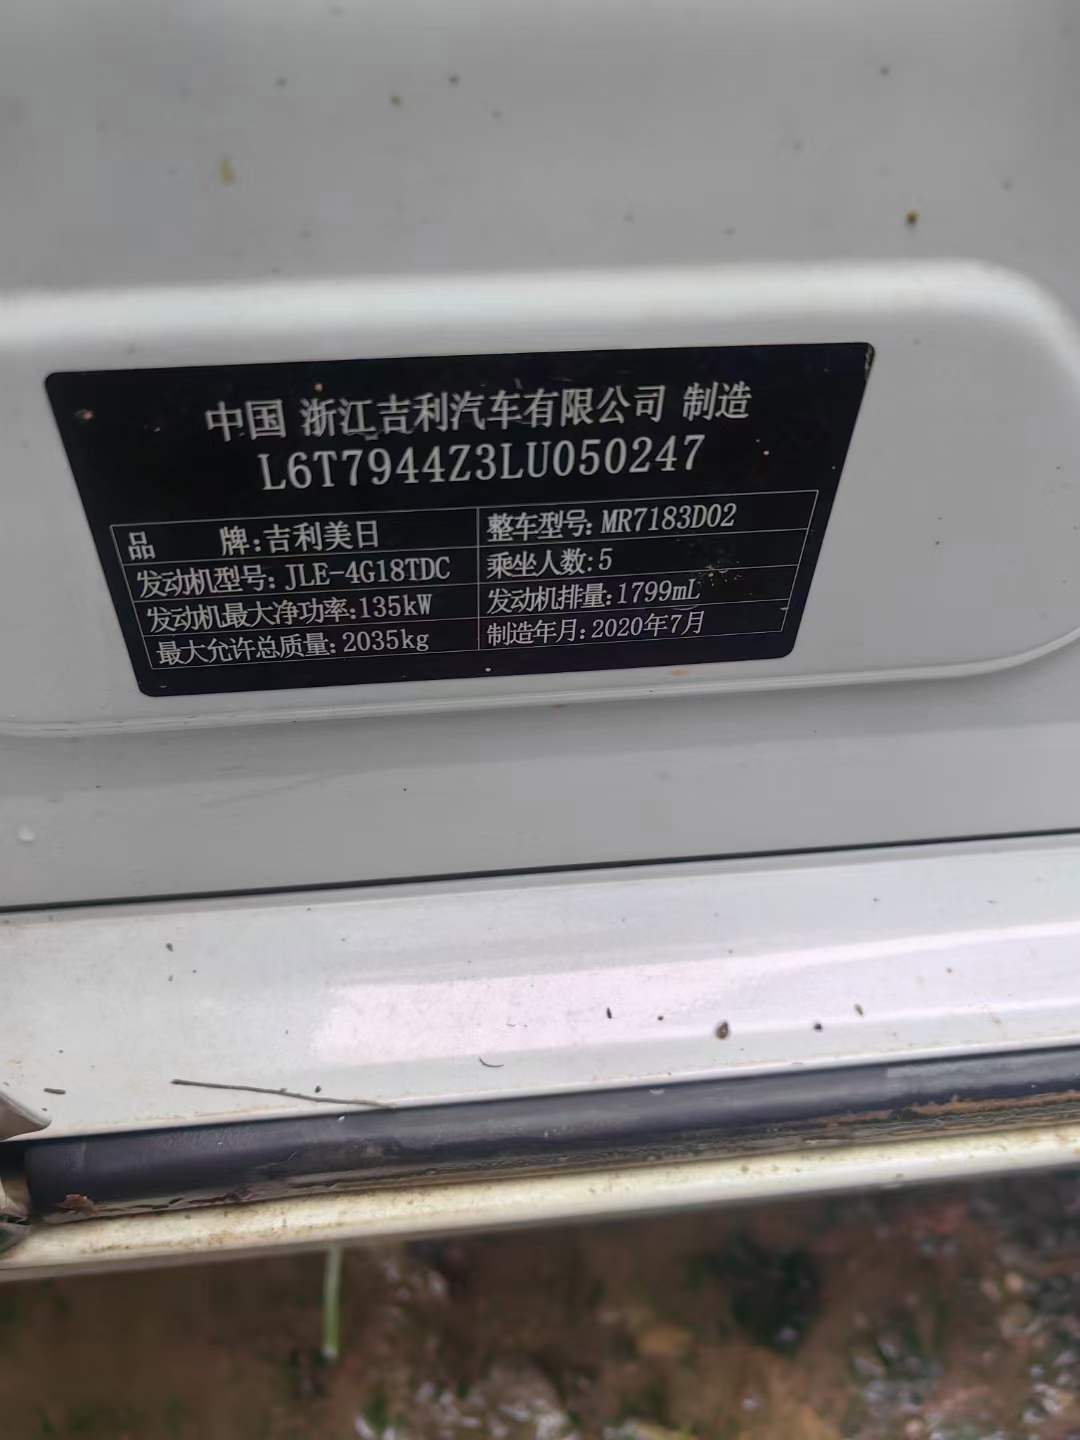 中国 浙江吉利汽车有限公司 制造
L6T7944Z3LU050247
品 牌:吉利美日 整车型号:MR7183D02
发动机型号:JLE-4G18TDC 乘坐人数:5
发动机最大净功率:135kW 发动机排量:1799mL
最大允许总质量:2035kg 制造年月:2020年7月